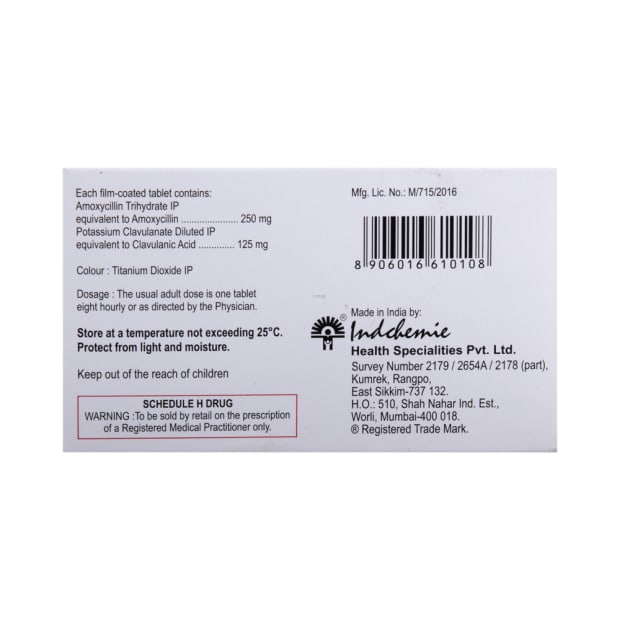 Each film-coated tablet contains:
Amoxycillin Trihydrate IP
equivalent to Amoxycillin ...................... 250 mg
Potassium Clavulanate Diluted IP
equivalent to Clavulanic Acid .............. 125 mg
Colour : Titanium Dioxide IP
Dosage : The usual adult dose is one tablet
eight hourly or as directed by the Physician.
Store at a temperature not exceeding 25°C.
Protect from light and moisture.
Keep out of the reach of children
SCHEDULE H DRUG
WARNING :To be sold by retail on the prescription
of a Registered Medical Practitioner only.
Mfg. Lic. No.: M/715/2016
8 906016 610108
Made in India by:
® Indchemie
Health Specialities Pvt. Ltd.
Survey Number 2179 / 2654A / 2178 (part),
Kumrek, Rangpo,
East Sikkim-737 132.
H.O.: 510, Shah Nahar Ind. Est.,
Worli, Mumbai-400 018.
® Registered Trade Mark.